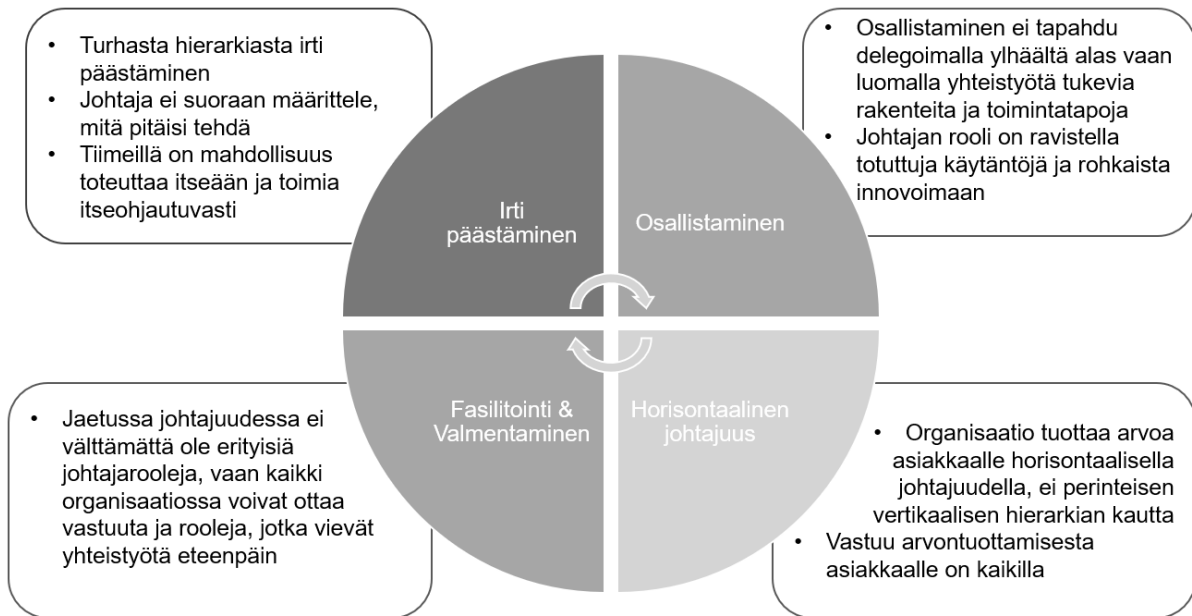 • Turhasta hierarkiasta irti
päästäminen
• Johtaja ei suoraan määrittele,
mitä pitäisi tehdä
• Tiimeillä on mahdollisuus
toteuttaa itseään ja toimia
itseohjautuvasti
• Osallistaminen ei tapahdu
delegoimalla ylhäältä alas vaan
luomalla yhteistyötä tukevia
rakenteita ja toimintatapoja
• Johtajan rooli on ravistella
totuttuja käytäntöjä ja rohkaista
innovoimaan
Irti
päästäminen
Osallistaminen
Fasilitointi &
Valmentaminen
Horisontaalinen
johtajuus
• Jaetussa johtajuudessa ei
välttämättä ole erityisiä
johtajarooleja, vaan kaikki
organisaatiossa voivat ottaa
vastuuta ja rooleja, jotka vievät
yhteistyötä eteenpäin
• Organisaatio tuottaa arvoa
asiakkaalle horisontaalisella
johtajuudella, ei perinteisen
vertikaalisen hierarkian kautta
• Vastuu arvontuottamisesta
asiakkaalle on kaikilla